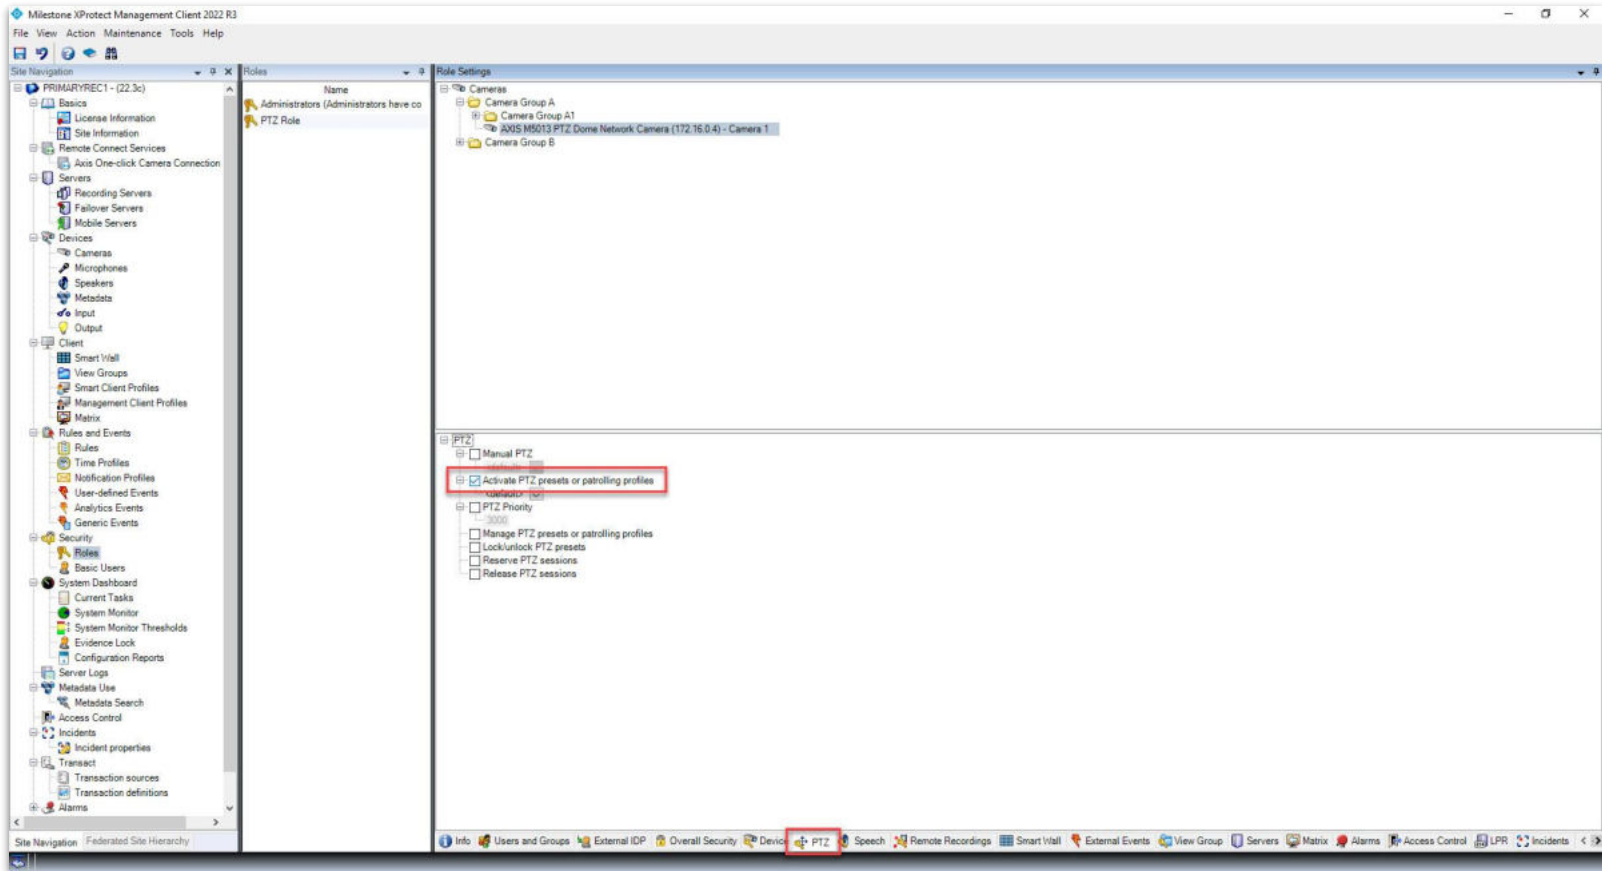 Milestone XProtect Management Client 2022 R3
File View Action Maintenance Tools Help
Site Navigation
PRIMARYREC1 - (22.3c)
Basics
License Information
Site Information
Remote Connect Services
Axis One-click Camera Connection
Servers
Recording Servers
Failover Servers
Mobile Servers
Devices
Cameras
Microphones
Speakers
Metadata
Input
Output
Client
Smart Wall
View Groups
Smart Client Profiles
Management Client Profiles
Matrix
Rules and Events
Rules
Time Profiles
Notification Profiles
User-defined Events
Analytics Events
Generic Events
Security
Roles
Basic Users
System Dashboard
Current Tasks
System Monitor
System Monitor Thresholds
Evidence Lock
Configuration Reports
Server Logs
Metadata Use
Metadata Search
Access Control
Incidents
Incident properties
Transact
Transaction sources
Transaction definitions
Alarms
Site Navigation Federated Site Hierarchy
Roles
Name
Administrators (Administrators have co
PTZ Role
Role Settings
Cameras
Camera Group A
Camera Group A1
AXIS M5013 PTZ Dome Network Camera (172.16.0.4) - Camera 1
Camera Group B
PTZ
Manual PTZ
<default>
Activate PTZ presets or patrolling profiles
<default>
PTZ Priority
3000
Manage PTZ presets or patrolling profiles
Lock/unlock PTZ presets
Reserve PTZ sessions
Release PTZ sessions
Info Users and Groups External IDP Overall Security Devic PTZ Speech Remote Recordings Smart Wall External Events View Group Servers Matrix Alarms Access Control LPR Incidents